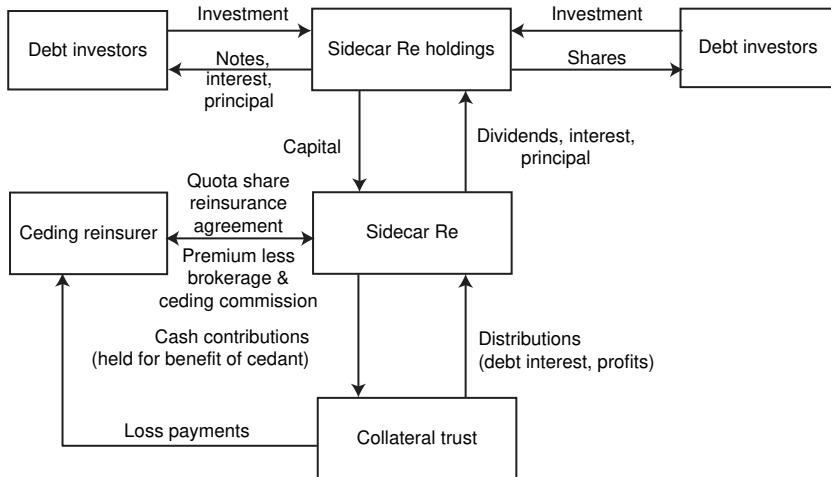 Investment
Investment
Debt investors
Sidecar Re holdings
Debt investors
Notes,
interest,
principal
Shares
Capital
Dividends, interest,
principal
Quota share
reinsurance
agreement
Ceding reinsurer
Sidecar Re
Premium less
brokerage &
ceding commission
Cash contributions
(held for benefit of cedant)
Distributions
(debt interest, profits)
Loss payments
Collateral trust